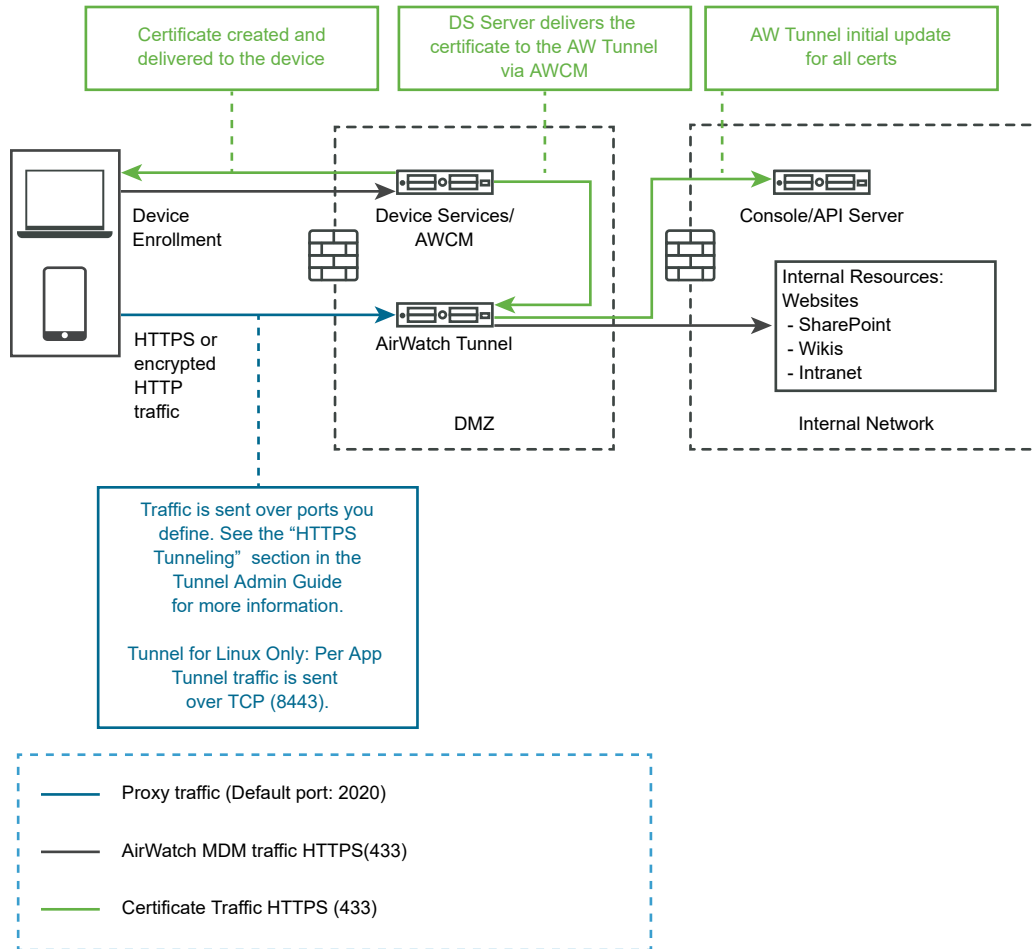 Certificate created and
delivered to the device
DS Server delivers the
certificate to the AW Tunnel
via AWCM
AW Tunnel initial update
for all certs
Device
Enrollment
Device Services/
AWCM
Console/API Server
HTTPS or
encrypted
HTTP
traffic
AirWatch Tunnel
Internal Resources:
Websites
- SharePoint
- Wikis
- Intranet
DMZ
Internal Network
Traffic is sent over ports you
define. See the “HTTPS
Tunneling” section in the
Tunnel Admin Guide
for more information.
Tunnel for Linux Only: Per App
Tunnel traffic is sent
over TCP (8443).
Proxy traffic (Default port: 2020)
AirWatch MDM traffic HTTPS(433)
Certificate Traffic HTTPS (433)